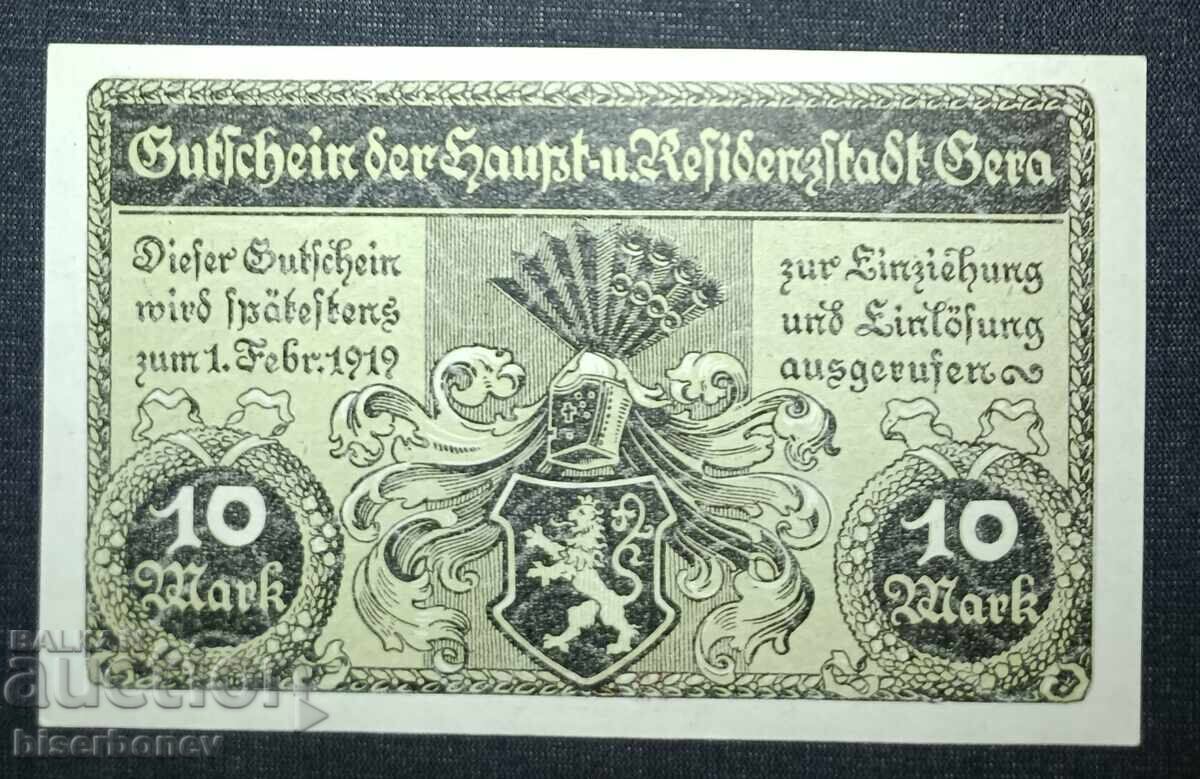 Gutschein der Haupt- u. Residenzstadt Gera
Dieser Gutschein
wird spätestens
zum 1. Febr. 1919
zur Einziehung
und Einlösung
ausgerufen
10
Mark
10
Mark
BALKAN
auction
biserbonev